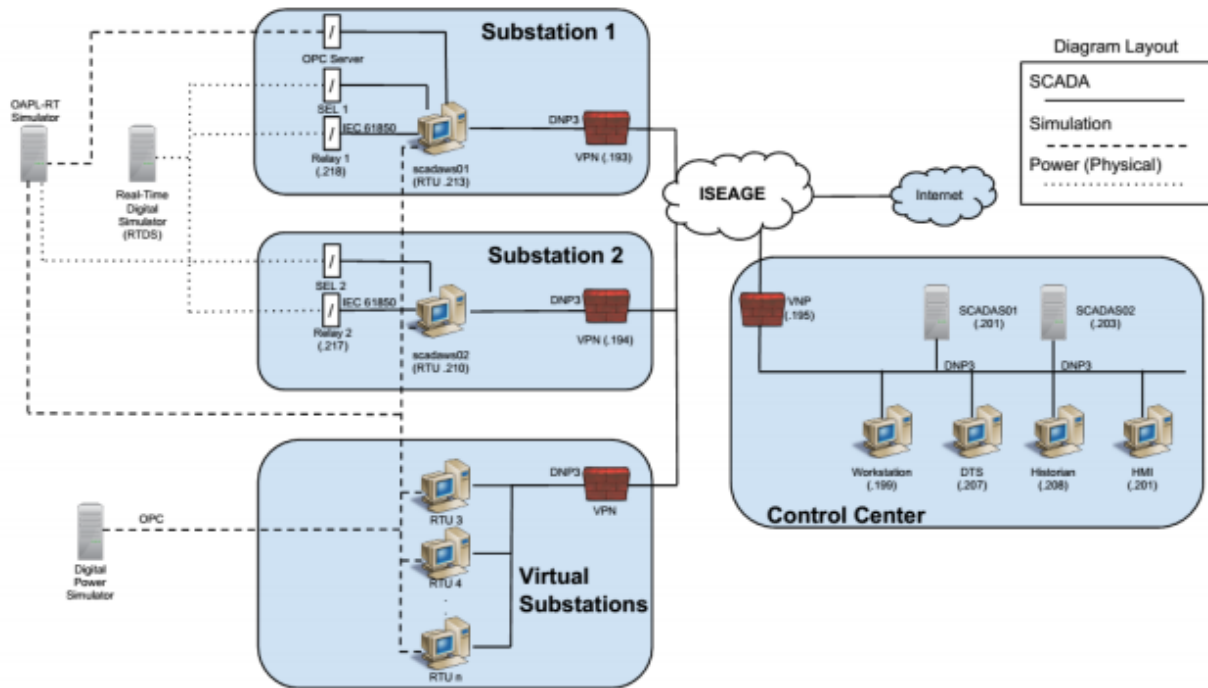 Substation 1
OPC Server
SEL 1
IEC 61850
Relay 1
(.218)
scadaws01
(RTU .213)
DNP3
VPN (.193)
OAPL-RT
Simulator
Real-Time
Digital
Simulator
(RTDS)
Substation 2
SEL 2
IEC 61850
Relay 2
(.217)
scadaws02
(RTU .210)
DNP3
VPN (.194)
Digital
Power
Simulator
OPC
RTU 3
RTU 4
RTU n
Virtual
Substations
DNP3
VPN
ISEAGE
Internet
Diagram Layout
SCADA
Simulation
Power (Physical)
VNP
(.195)
SCADAS01
(.201)
SCADAS02
(.203)
DNP3
DNP3
Workstation
(.199)
DTS
(.207)
Historian
(.208)
HMI
(.201)
Control Center